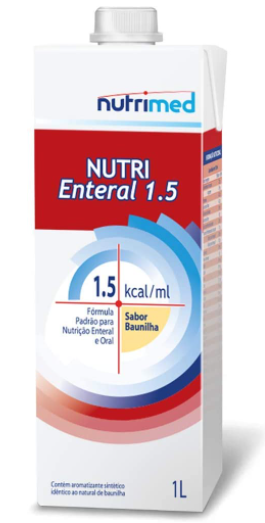 nutrimed
NUTRI
Enteral 1.5
1.5 kcal/ml
Fórmula
Padrão para
Nutrição Enteral
e Oral
Sabor
Baunilha
Contém aromatizante sintético
idêntico ao natural de baunilha
1L